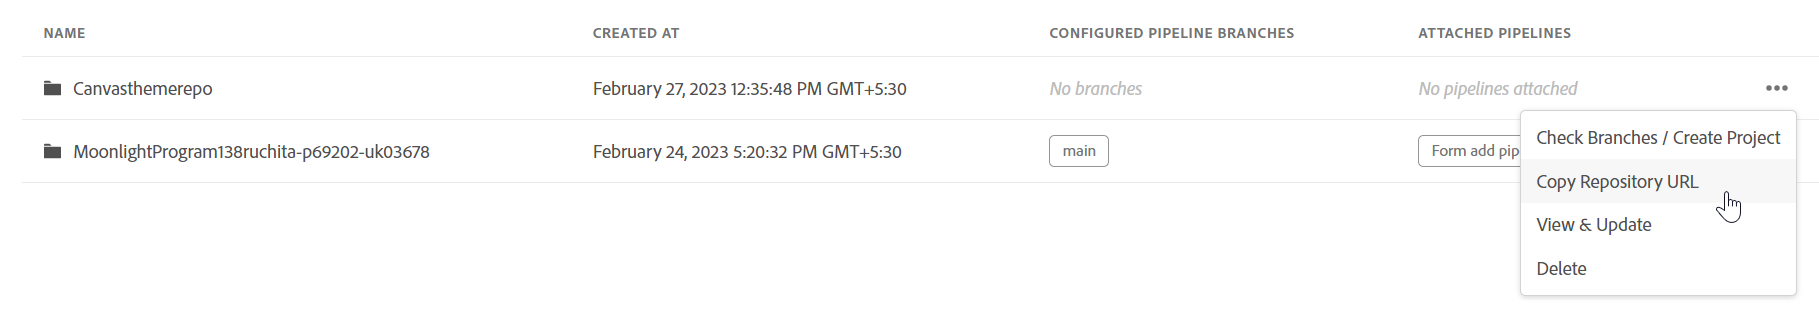 NAME CREATED AT CONFIGURED PIPELINE BRANCHES ATTACHED PIPELINES
Canvasthemerepo February 27, 2023 12:35:48 PM GMT+5:30 No branches No pipelines attached
Check Branches / Create Project
MoonlightProgram138ruchita-p69202-uk03678 February 24, 2023 5:20:32 PM GMT+5:30 main Form add pip
Copy Repository URL
View & Update
Delete